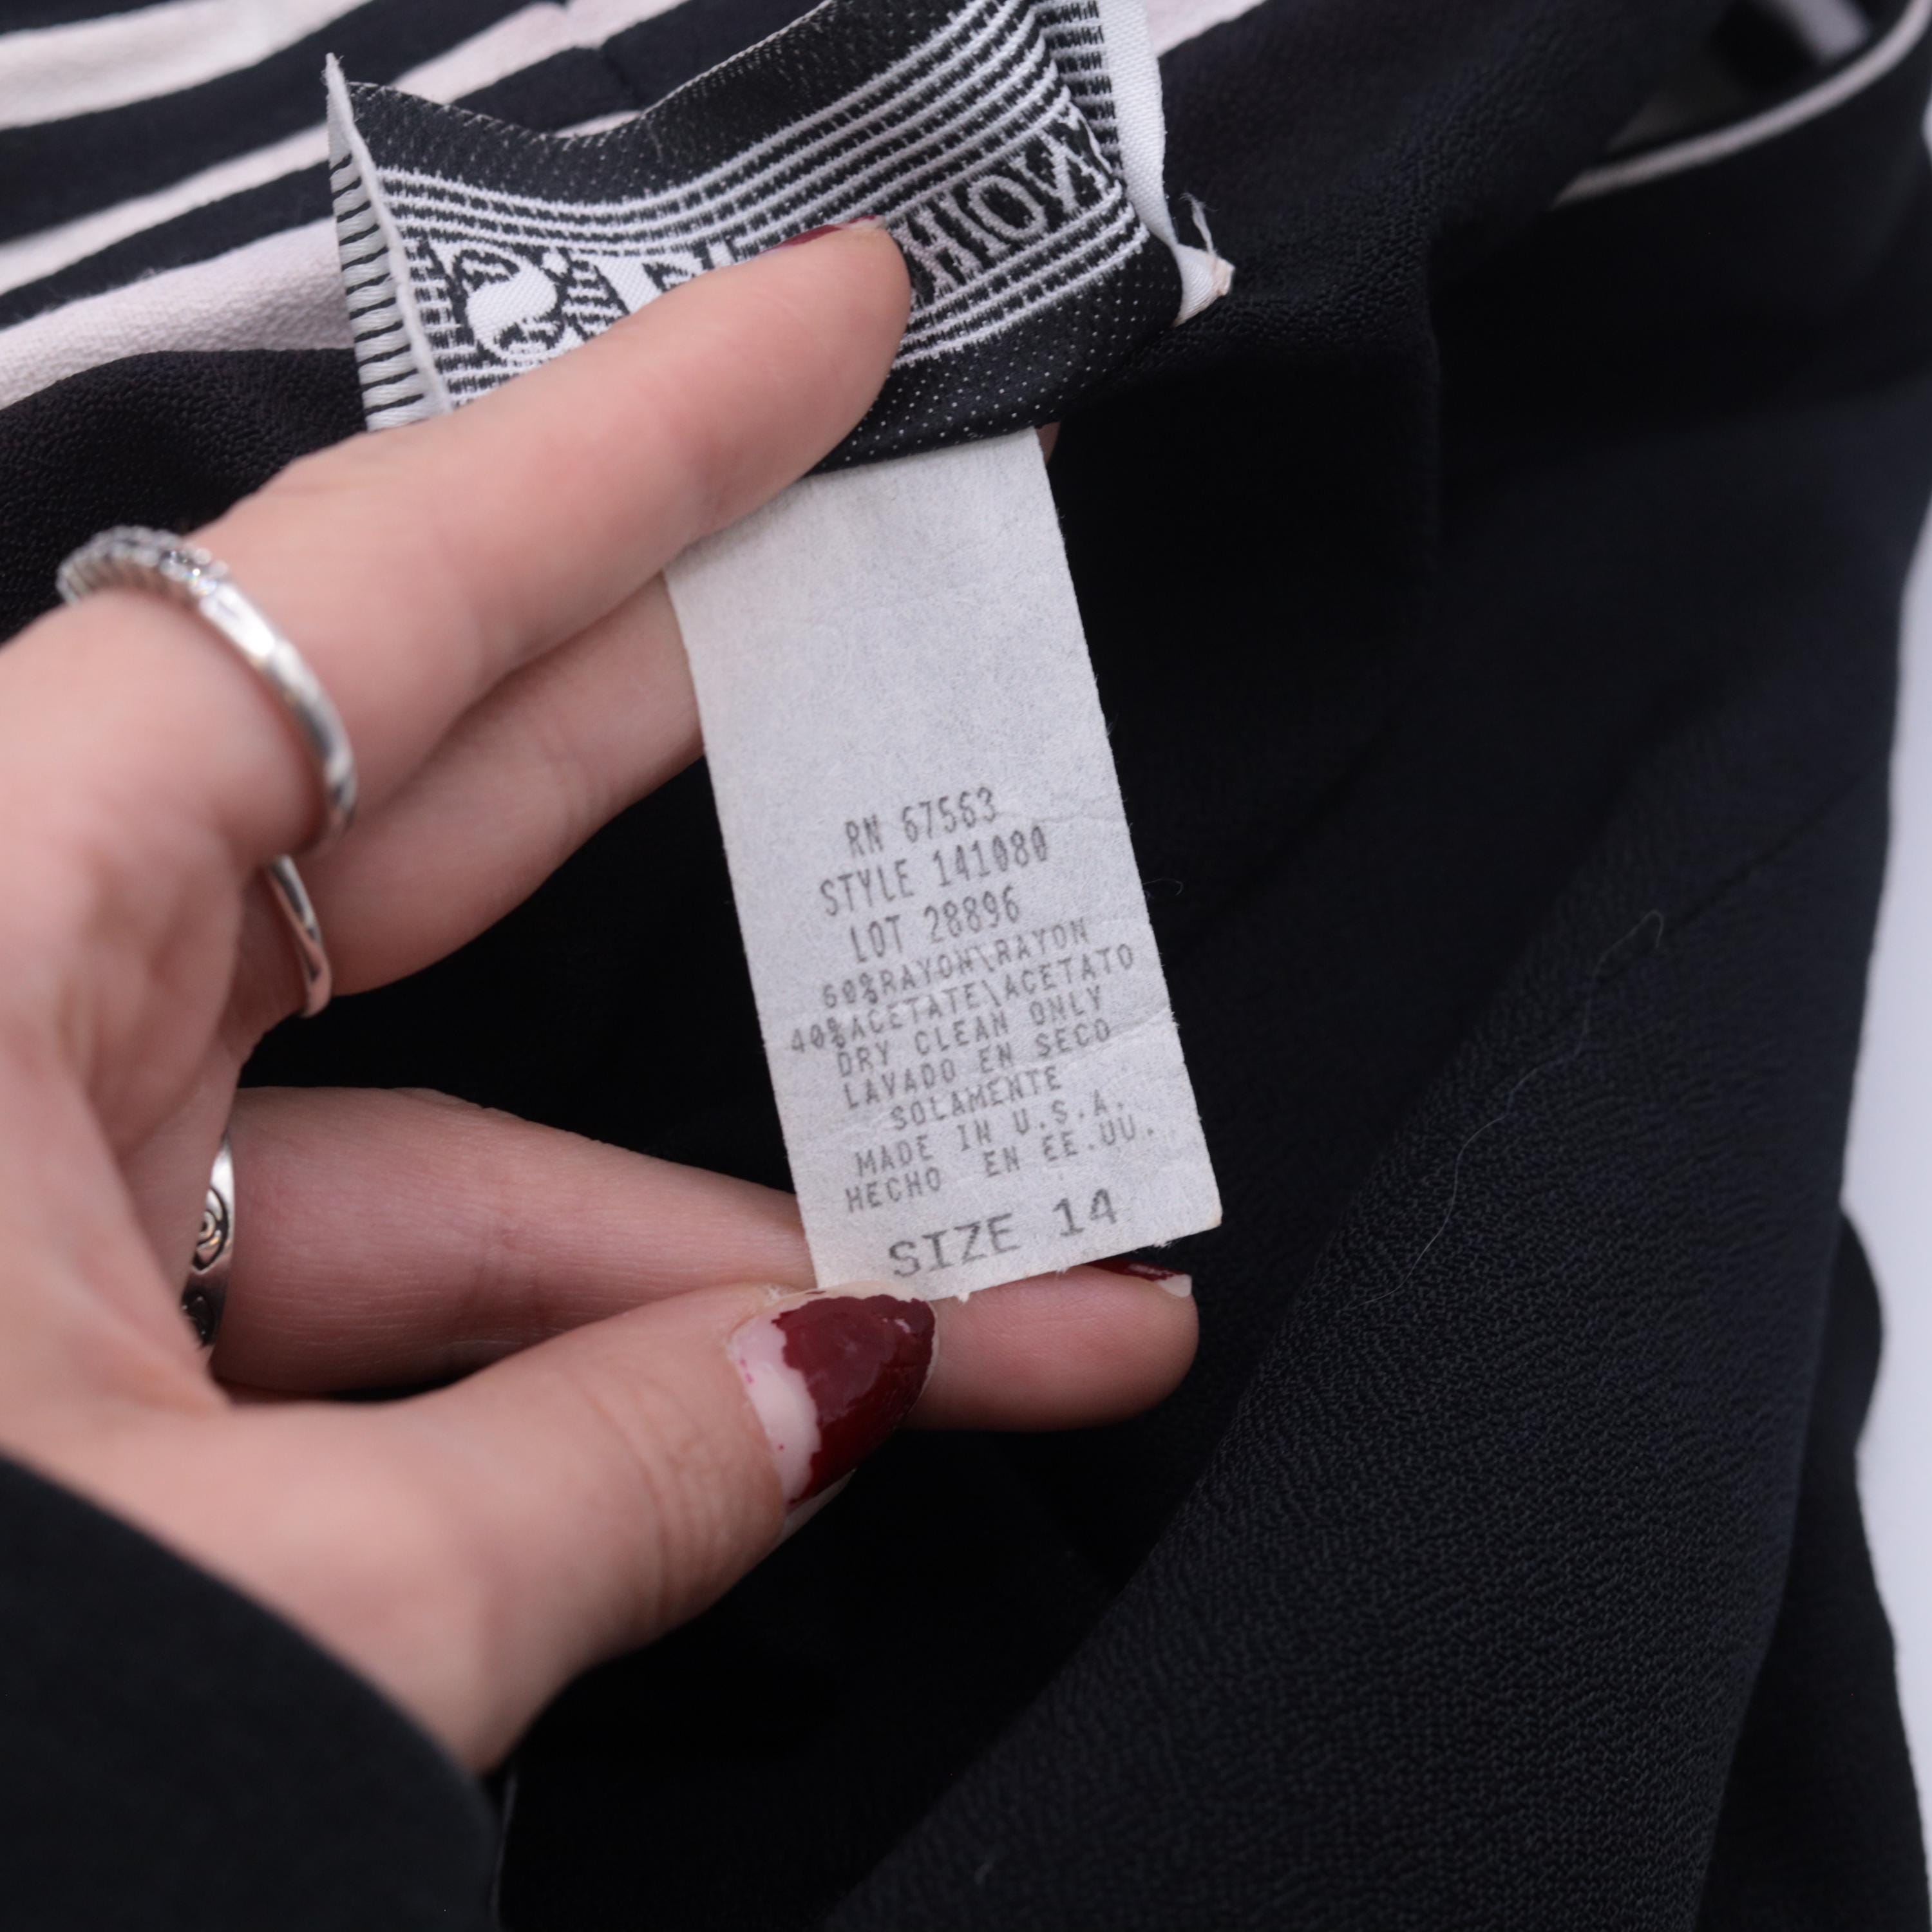 RN 67563
STYLE 141080
LOT 28896
60%RAYON\RAYON
40%ACETATE\ACETATO
DRY CLEAN ONLY
LAVADO EN SECO
SOLAMENTE
MADE IN U.S.A.
HECHO EN EE.UU.
SIZE 14